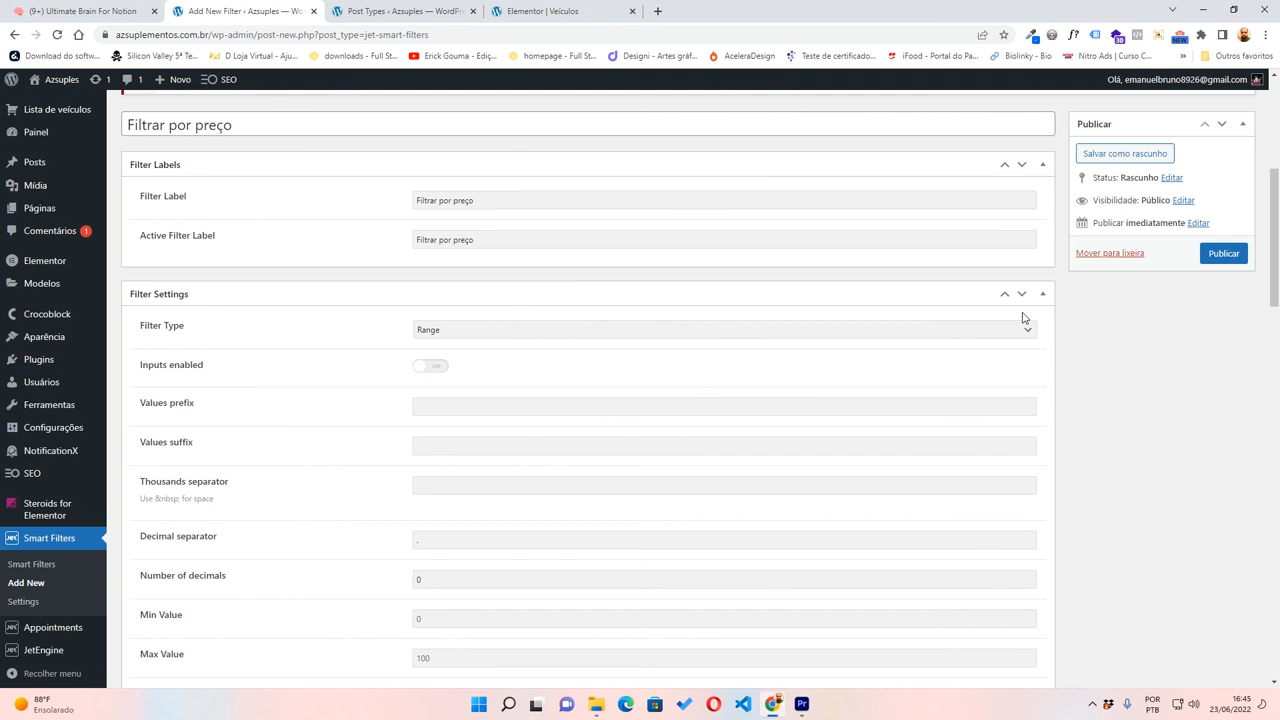 (9+) Ultimate Brain For Notion
Add New Filter ‹ Azsuples — Wo
Post Types ‹ Azsuples — WordPre
Elementor | Veículos
azsuplementos.com.br/wp-admin/post-new.php?post_type=jet-smart-filters
Download do softw...
Silicon Valley 5ª Te...
D Loja Virtual - Aju...
downloads - Full St...
Erick Gouma - Ediç...
homepage - Full St...
Designi - Artes gráf...
AceleraDesign
Teste de certificado...
iFood - Portal do Pa...
Biolinky - Bio
Nitro Ads | Curso C...
Outros favoritos
Azsuples
1
1
Novo
SEO
Olá, emanuelbruno8926@gmail.com
Lista de veículos
Painel
Posts
Mídia
Páginas
Comentários 1
Elementor
Modelos
Crocoblock
Aparência
Plugins
Usuários
Ferramentas
Configurações
NotificationX
SEO
Steroids for
Elementor
Smart Filters
Smart Filters
Add New
Settings
Appointments
JetEngine
Recolher menu
Filtrar por preço
Filter Labels
Filter Label
Filtrar por preço
Active Filter Label
Filtrar por preço
Filter Settings
Filter Type
Range
Inputs enabled
OFF
Values prefix
Values suffix
Thousands separator
Use &nbsp; for space
Decimal separator
.
Number of decimals
0
Min Value
0
Max Value
100
Publicar
Salvar como rascunho
Status: Rascunho Editar
Visibilidade: Público Editar
Publicar imediatamente Editar
Mover para lixeira
Publicar
88°F
Ensolarado
POR
PTB
16:45
23/06/2022